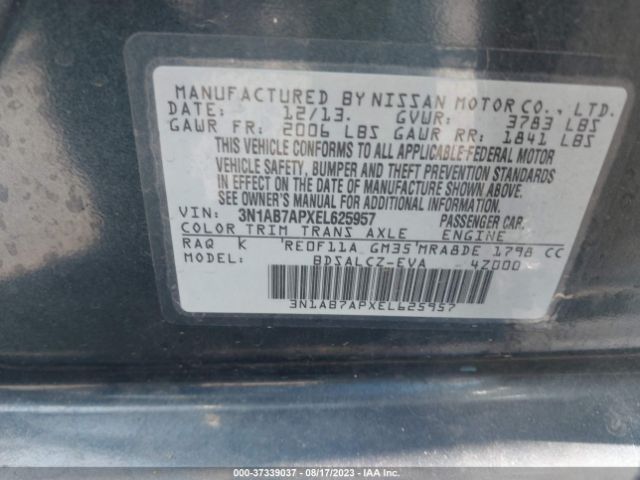 MANUFACTURED BY NISSAN MOTOR CO., LTD.
DATE: 12/13. GVWR: 3783 LBS
GAWR FR: 2006 LBS GAWR RR: 1841 LBS
THIS VEHICLE CONFORMS TO ALL APPLICABLE FEDERAL MOTOR
VEHICLE SAFETY, BUMPER AND THEFT PREVENTION STANDARDS
IN EFFECT ON THE DATE OF MANUFACTURE SHOWN ABOVE.
SEE OWNER'S MANUAL FOR ADDITIONAL INFORMATION.
VIN: 3N1AB7APXEL625957 PASSENGER CAR
COLOR TRIM TRANS AXLE ENGINE
RAQ K RE0F11A GM35 MRA8DE 1798 CC
MODEL: BDSALCZ-EVA 4Z000
3N1AB7APXEL625957
000-37339037 - 08/17/2023 - IAA Inc.